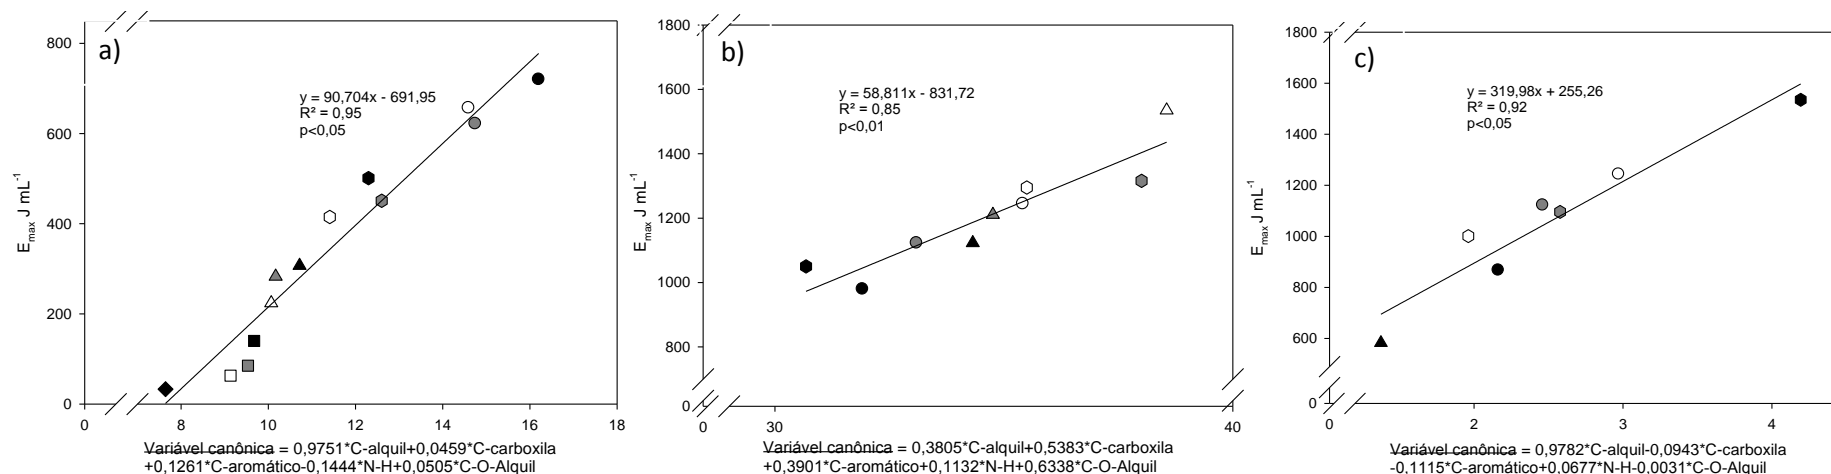 a)
y = 90,704x - 691,95
R² = 0,95
p<0,05
E max J mL-1
800
600
400
200
0
0
8
10
12
14
16
18
Variável canônica = 0,9751*C-alquil+0,0459*C-carboxila
+0,1261*C-aromático-0,1444*N-H+0,0505*C-O-Alquil
b)
y = 58,811x - 831,72
R² = 0,85
p<0,01
E max J mL-1
1800
1600
1400
1200
1000
800
0
0
30
40
Variável canônica = 0,3805*C-alquil+0,5383*C-carboxila
+0,3901*C-aromático+0,1132*N-H+0,6338*C-O-Alquil
c)
y = 319,98x + 255,26
R² = 0,92
p<0,05
E max J mL-1
1800
1600
1400
1200
1000
800
600
0
0
2
3
4
Variável canônica = 0,9782*C-alquil-0,0943*C-carboxila
-0,1115*C-aromático+0,0677*N-H-0,0031*C-O-Alquil